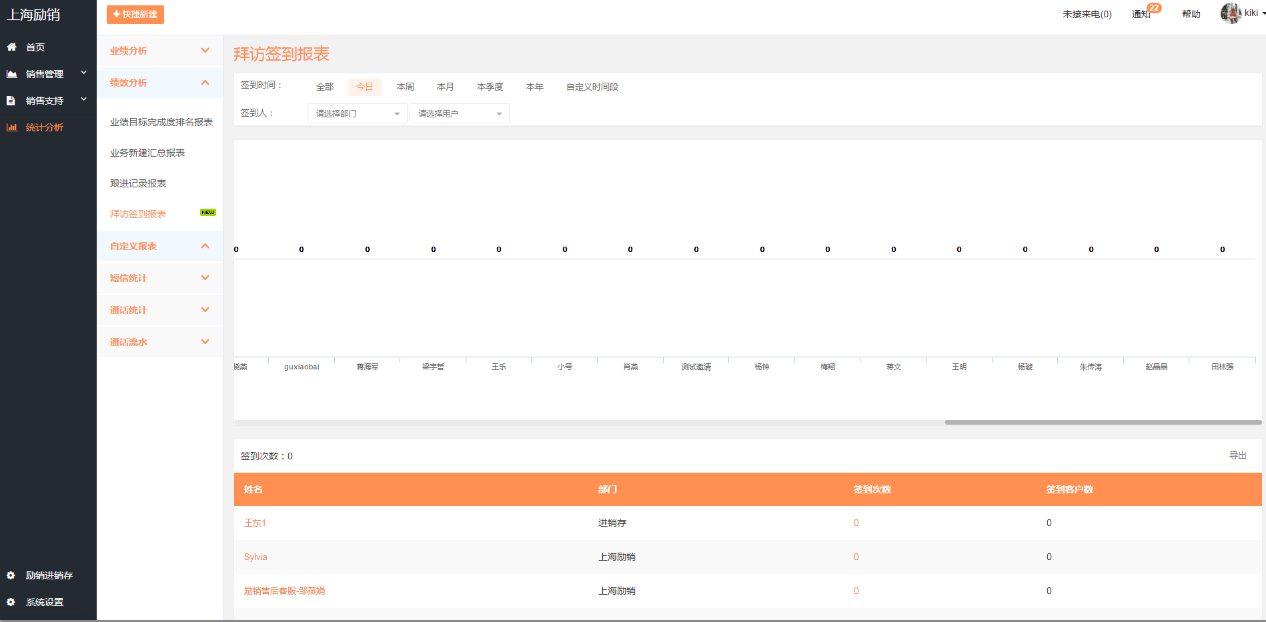 上海励销
快捷新建
未接来电(0)
通知
22
帮助
kiki
首页
销售管理
销售支持
统计分析
励销进销存
系统设置
业绩分析
绩效分析
业绩目标完成度排名报表
业务新建汇总报表
跟进记录报表
拜访签到报表
NEW
自定义报表
短信统计
通话统计
通话流水
拜访签到报表
签到时间:
全部
今日
本周
本月
本季度
本年
自定义时间段
签到人:
请选择部门
请选择用户
0 0 0 0 0 0 0 0 0 0 0 0 0 0 0 0
guxiaobai 蒋海军 梁宇哲 王乐 小号 肖燕 测试邀请 杨帅 梅翔 蒋文 王明 杨敏 朱传涛 赵晶晶 田林强
签到次数:0
导出
姓名 部门 签到次数 签到客户数
王东1 进销存 0 0
Sylvia 上海励销 0 0
励销售后客服-邹燕娟 上海励销 0 0